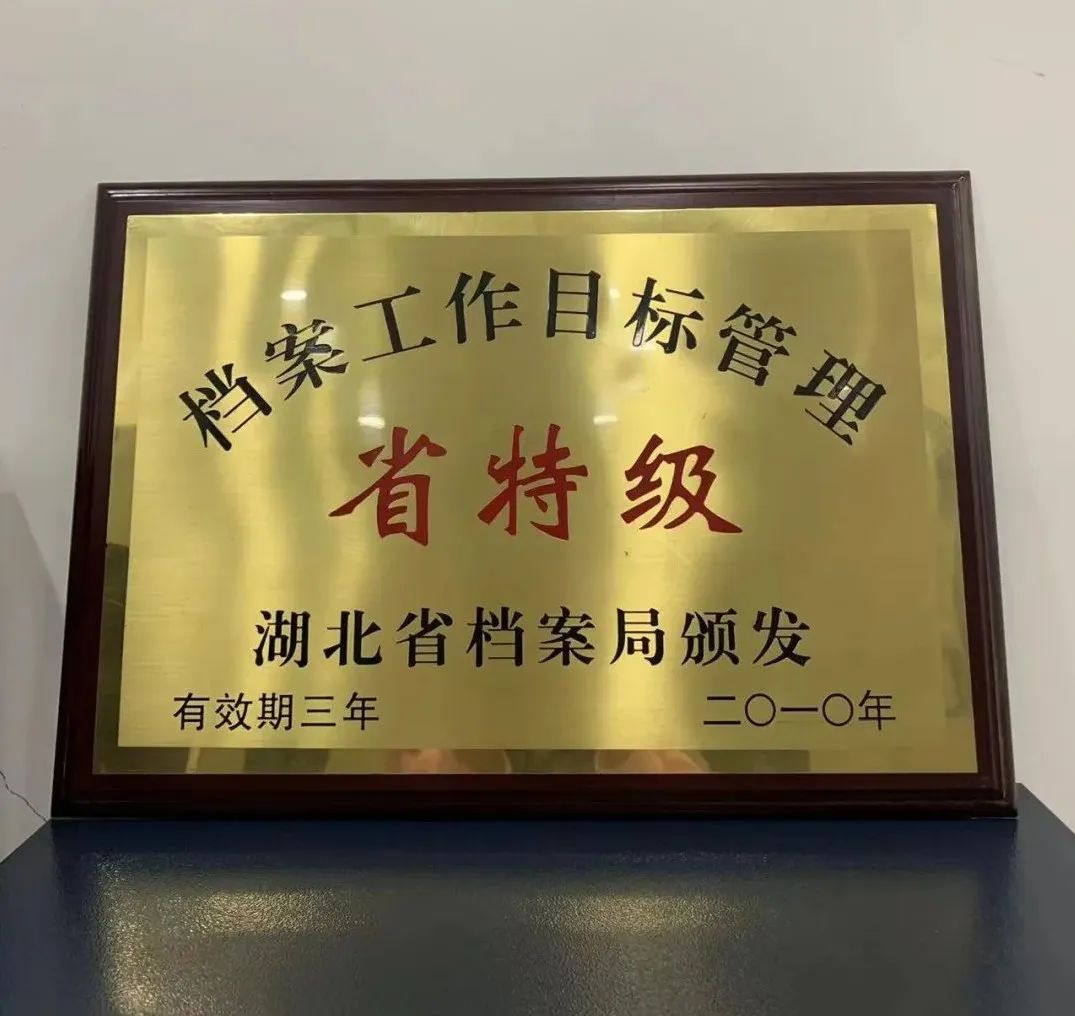 档案工作目标管理
省特级
湖北省档案局颁发
有效期三年
二〇一〇年